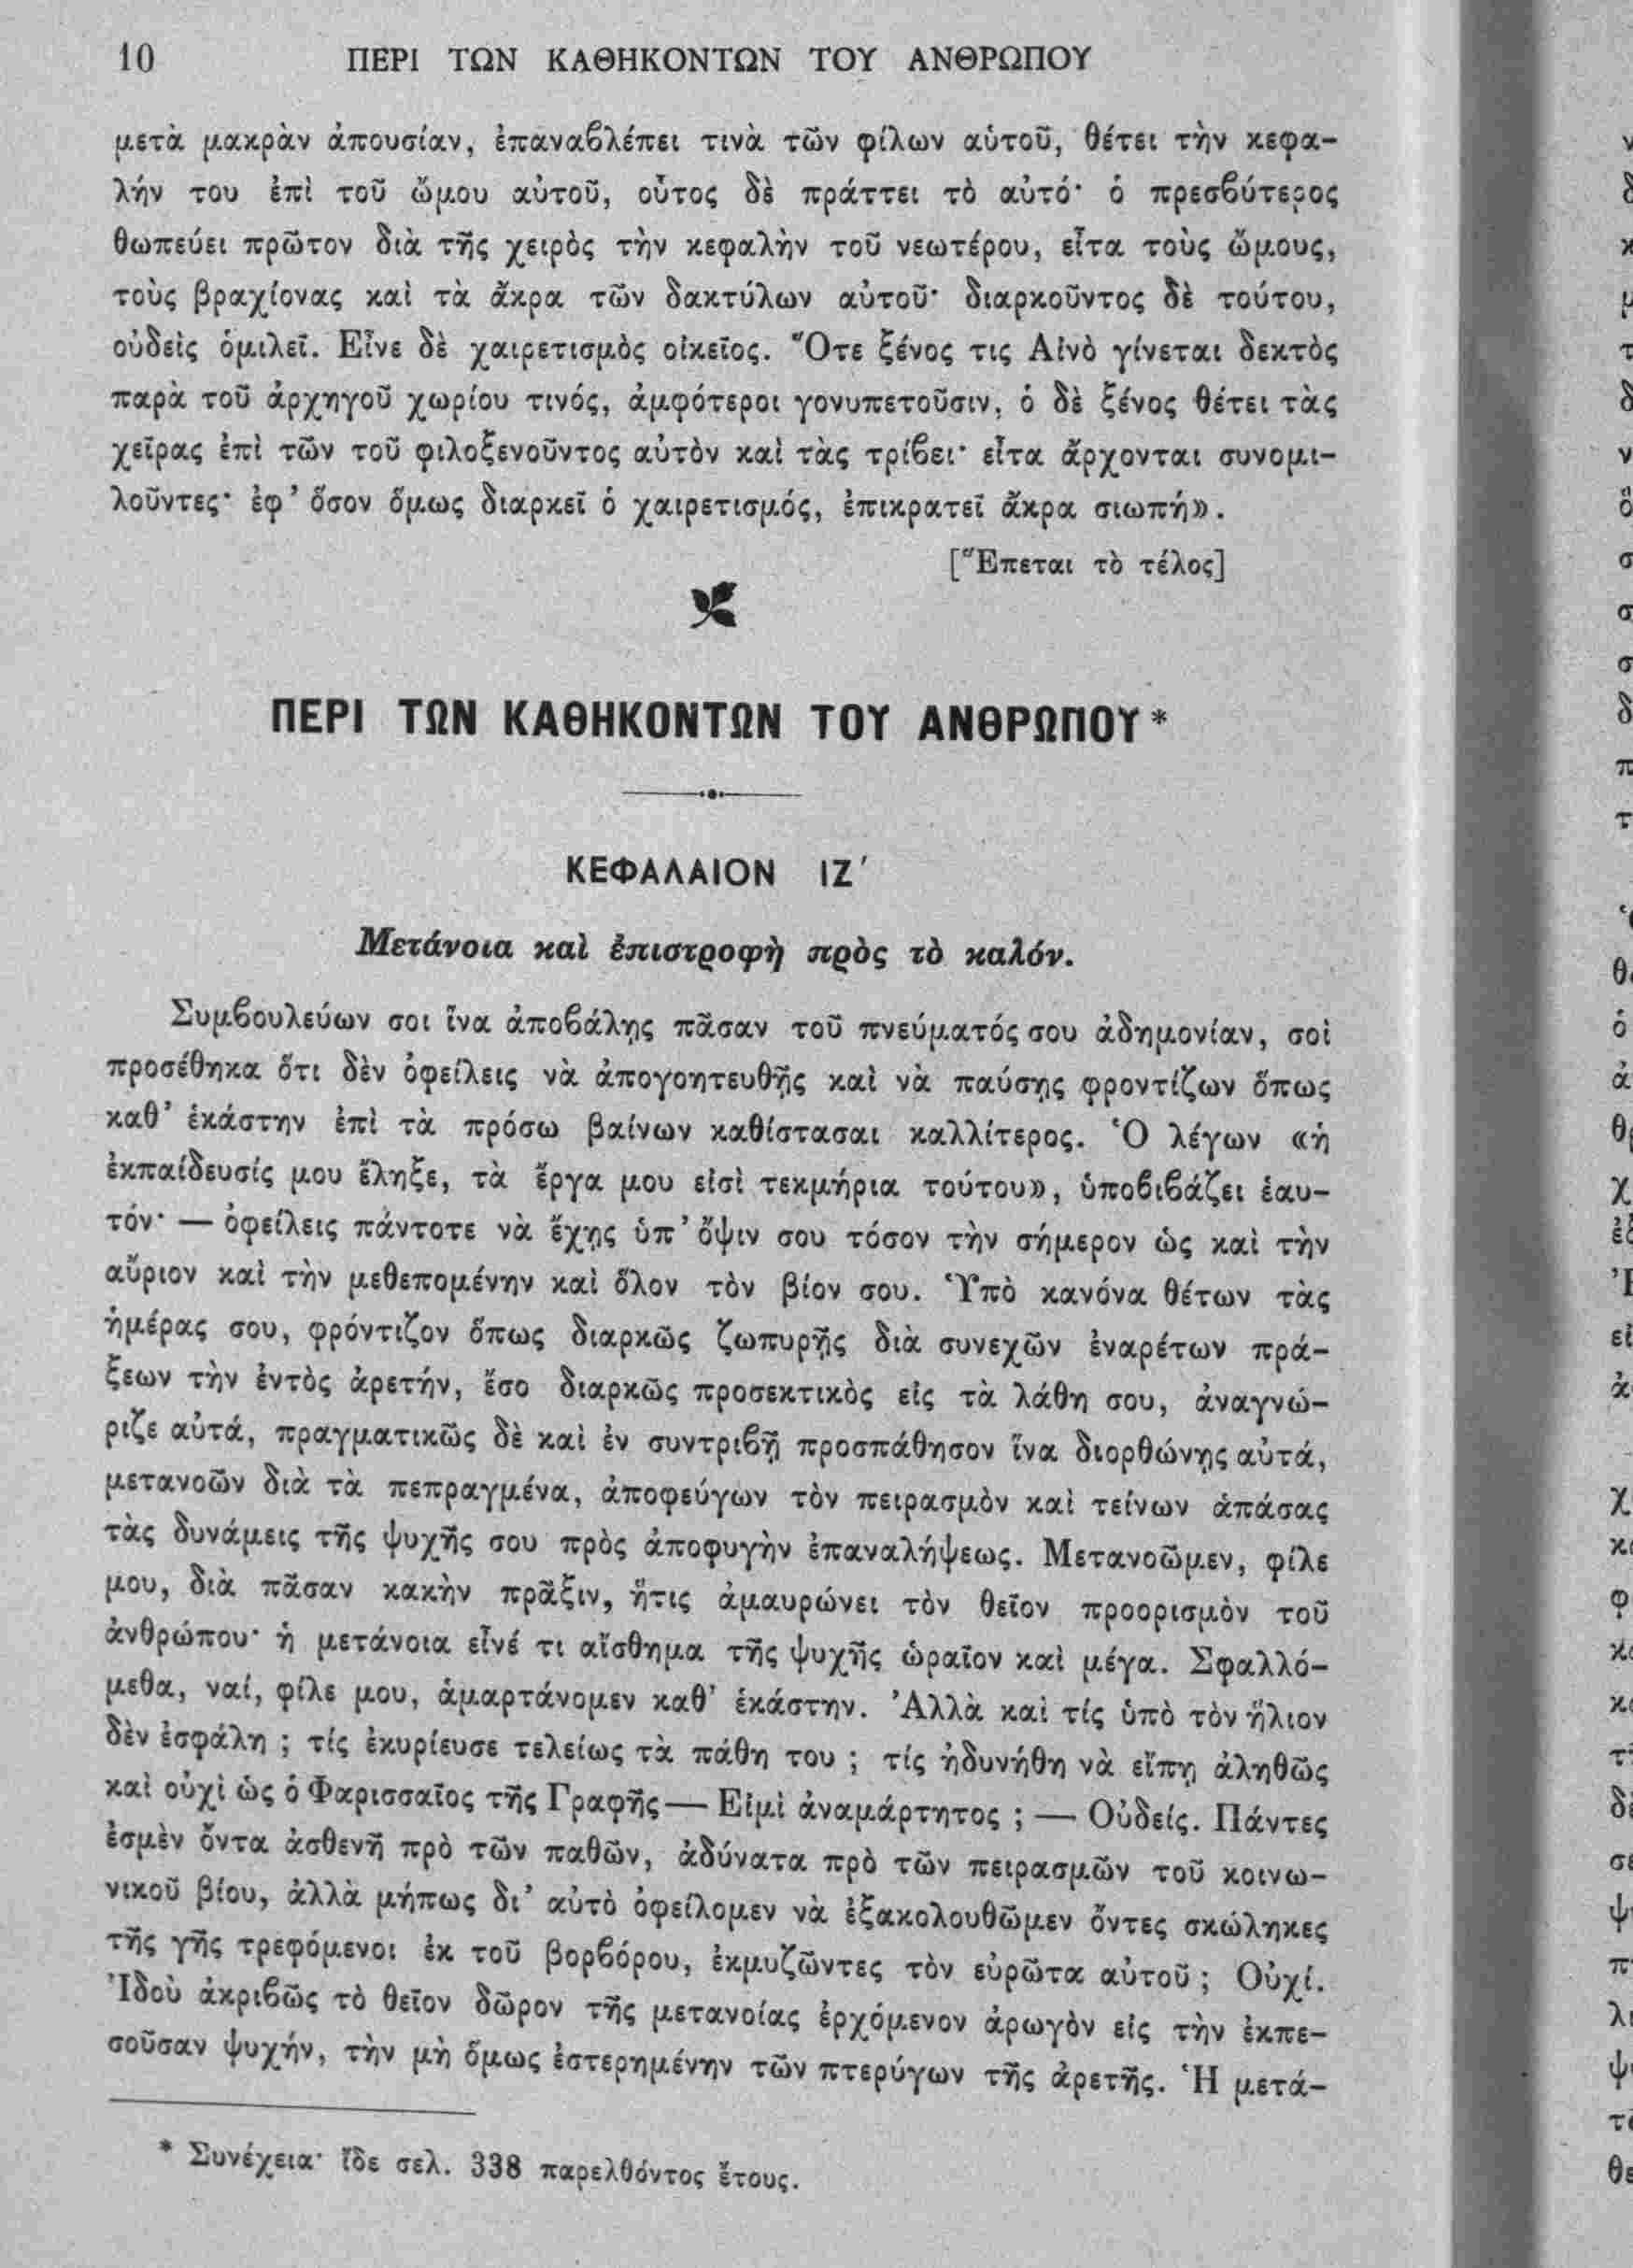 10 ΠΕΡΙ ΤΩΝ ΚΑΘΗΚΟΝΤΩΝ ΤΟΥ ΑΝΘΡΩΠΟΥ
μετὰ μακρὰν ἀπουσίαν, ἐπαναβλέπει τινὰ τῶν φίλων αὑτοῦ, θέτει τὴν κεφα-
λήν του ἐπὶ τοῦ ὤμου αὐτοῦ, οὗτος δὲ πράττει τὸ αὐτό· ὁ πρεσβύτερος
θωπεύει πρῶτον διὰ τῆς χειρὸς τὴν κεφαλὴν τοῦ νεωτέρου, εἶτα τοὺς ὤμους,
τοὺς βραχίονας καὶ τὰ ἄκρα τῶν δακτύλων αὐτοῦ· διαρκοῦντος δὲ τούτου,
οὐδεὶς ὁμιλεῖ. Εἶνε δὲ χαιρετισμὸς οἰκεῖος. Ὅτε ξένος τις Αἰνὸ γίνεται δεκτὸς
παρὰ τοῦ ἀρχηγοῦ χωρίου τινός, ἀμφότεροι γονυπετοῦσιν, ὁ δὲ ξένος θέτει τὰς
χεῖρας ἐπὶ τῶν τοῦ φιλοξενοῦντος αὐτὸν καὶ τὰς τρίβει· εἶτα ἄρχονται συνομι-
λοῦντες· ἐφ’ ὅσον ὅμως διαρκεῖ ὁ χαιρετισμός, ἐπικρατεῖ ἄκρα σιωπή».
[Ἕπεται τὸ τέλος]
ΠΕΡΙ ΤΩΝ ΚΑΘΗΚΟΝΤΩΝ ΤΟΥ ΑΝΘΡΩΠΟΥ*
ΚΕΦΑΛΑΙΟΝ ΙΖ′
Μετάνοια καὶ ἐπιστροφὴ πρὸς τὸ καλόν.
Συμβουλεύων σοι ἵνα ἀποβάλῃς πᾶσαν τοῦ πνεύματός σου ἀδημονίαν, σοὶ
προσέθηκα ὅτι δὲν ὀφείλεις νὰ ἀπογοητευθῇς καὶ νὰ παύσῃς φροντίζων ὅπως
καθ’ ἑκάστην ἐπὶ τὰ πρόσω βαίνων καθίστασαι καλλίτερος. Ὁ λέγων «ἡ
ἐκπαίδευσίς μου ἔληξε, τὰ ἔργα μου εἰσὶ τεκμήρια τούτου», ὑποβιβάζει ἑαυ-
τόν· — ὀφείλεις πάντοτε νὰ ἔχῃς ὑπ’ ὄψιν σου τόσον τὴν σήμερον ὡς καὶ τὴν
αὔριον καὶ τὴν μεθεπομένην καὶ ὅλον τὸν βίον σου. Ὑπὸ κανόνα θέτων τὰς
ἡμέρας σου, φρόντιζον ὅπως διαρκῶς ζωπυρῇς διὰ συνεχῶν ἐναρέτων πρά-
ξεων τὴν ἐντὸς ἀρετήν, ἔσο διαρκῶς προσεκτικὸς εἰς τὰ λάθη σου, ἀναγνώ-
ριζε αὐτά, πραγματικῶς δὲ καὶ ἐν συντριβῇ προσπάθησον ἵνα διορθώνῃς αὐτά,
μετανοῶν διὰ τὰ πεπραγμένα, ἀποφεύγων τὸν πειρασμὸν καὶ τείνων ἁπάσας
τὰς δυνάμεις τῆς ψυχῆς σου πρὸς ἀποφυγὴν ἐπαναλήψεως. Μετανοῶμεν, φίλε
μου, διὰ πᾶσαν κακὴν πρᾶξιν, ἥτις ἀμαυρώνει τὸν θεῖον προορισμὸν τοῦ
ἀνθρώπου· ἡ μετάνοια εἶνέ τι αἴσθημα τῆς ψυχῆς ὡραῖον καὶ μέγα. Σφαλλό-
μεθα, ναί, φίλε μου, ἁμαρτάνομεν καθ’ ἑκάστην. Ἀλλὰ καὶ τίς ὑπὸ τὸν ἥλιον
δὲν ἐσφάλη ; τίς ἐκυρίευσε τελείως τὰ πάθη του ; τίς ἠδυνήθη νὰ εἴπῃ ἀληθῶς
καὶ οὐχὶ ὡς ὁ Φαρισσαῖος τῆς Γραφῆς — Εἰμὶ ἀναμάρτητος ; — Οὐδείς. Πάντες
ἐσμὲν ὄντα ἀσθενῆ πρὸ τῶν παθῶν, ἀδύνατα πρὸ τῶν πειρασμῶν τοῦ κοινω-
νικοῦ βίου, ἀλλὰ μήπως δι’ αὐτὸ ὀφείλομεν νὰ ἐξακολουθῶμεν ὄντες σκώληκες
τῆς γῆς τρεφόμενοι ἐκ τοῦ βορβόρου, ἐκμυζῶντες τὸν εὐρῶτα αὐτοῦ ; Οὐχί.
Ἰδοὺ ἀκριβῶς τὸ θεῖον δῶρον τῆς μετανοίας ἐρχόμενον ἀρωγὸν εἰς τὴν ἐκπε-
σοῦσαν ψυχήν, τὴν μὴ ὅμως ἐστερημένην τῶν πτερύγων τῆς ἀρετῆς. Ἡ μετά-
* Συνέχεια· ἴδε σελ. 338 παρελθόντος ἔτους.